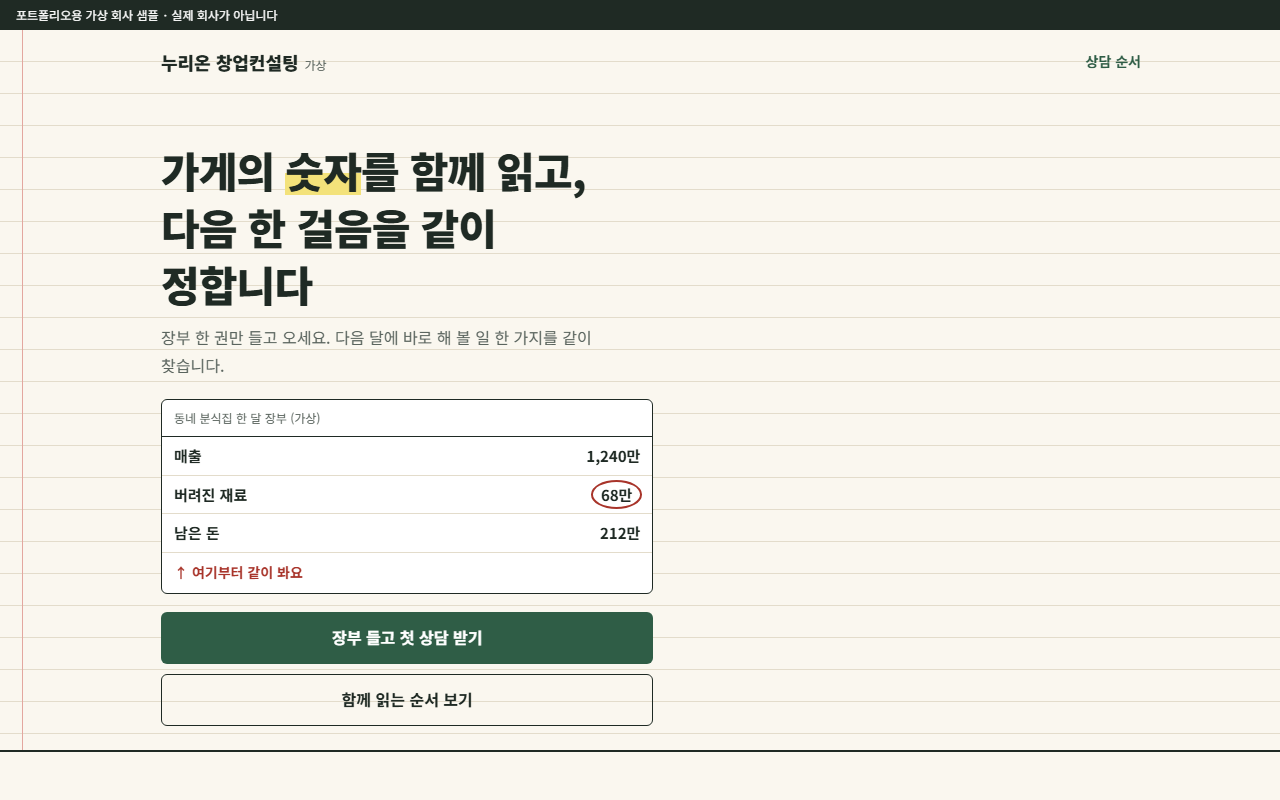 포트폴리오용 가상 회사 샘플 · 실제 회사가 아닙니다
누리온 창업컨설팅 가상
상담 순서
가게의 숫자를 함께 읽고,
다음 한 걸음을 같이
정합니다
장부 한 권만 들고 오세요. 다음 달에 바로 해 볼 일 한 가지를 같이
찾습니다.
동네 분식집 한 달 장부 (가상)
매출 1,240만
버려진 재료 68만
남은 돈 212만
↑ 여기부터 같이 봐요
장부 들고 첫 상담 받기
함께 읽는 순서 보기